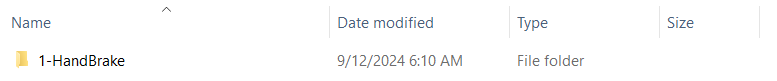 Name Date modified Type Size
1-HandBrake 9/12/2024 6:10 AM File folder